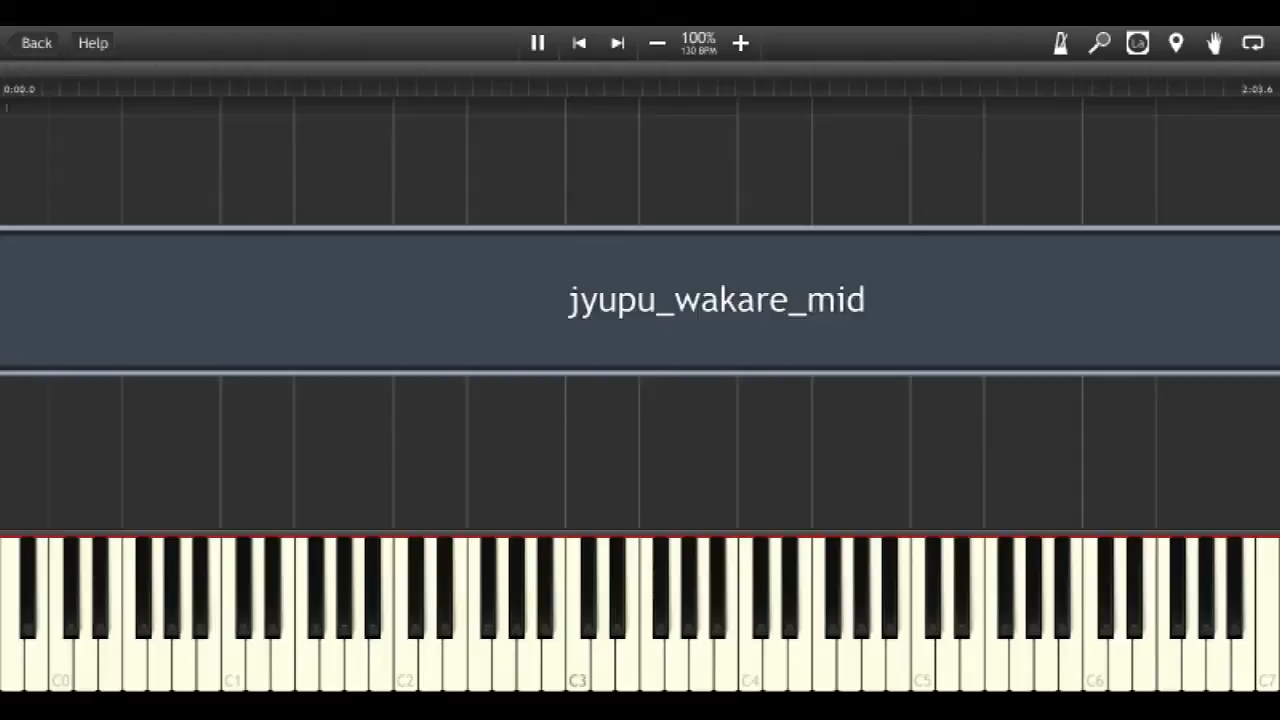 Back Help 100%
130 BPM
La
0:00.0 2:03.6
jyupu_wakare_mid
C0 C1 C2 C3 C4 C5 C6 C7